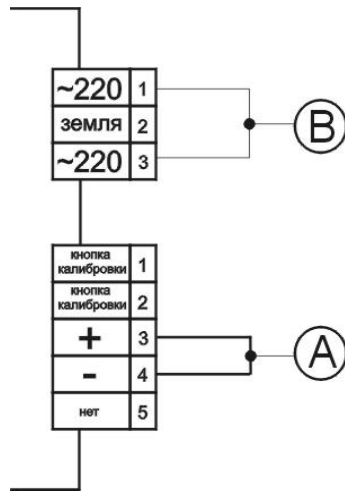 ~220 1
земля 2
~220 3
B
кнопка
калибровки 1
кнопка
калибровки 2
+ 3
- 4
нет 5
A